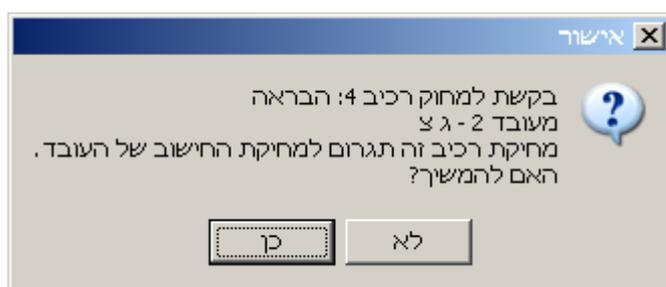 אישור
בקשת למחוק רכיב 4: הבראה
מעובד 2 - ג צ
מחיקת רכיב זה תגרום למחיקת החישוב של העובד.
האם להמשיך?
לא
כן